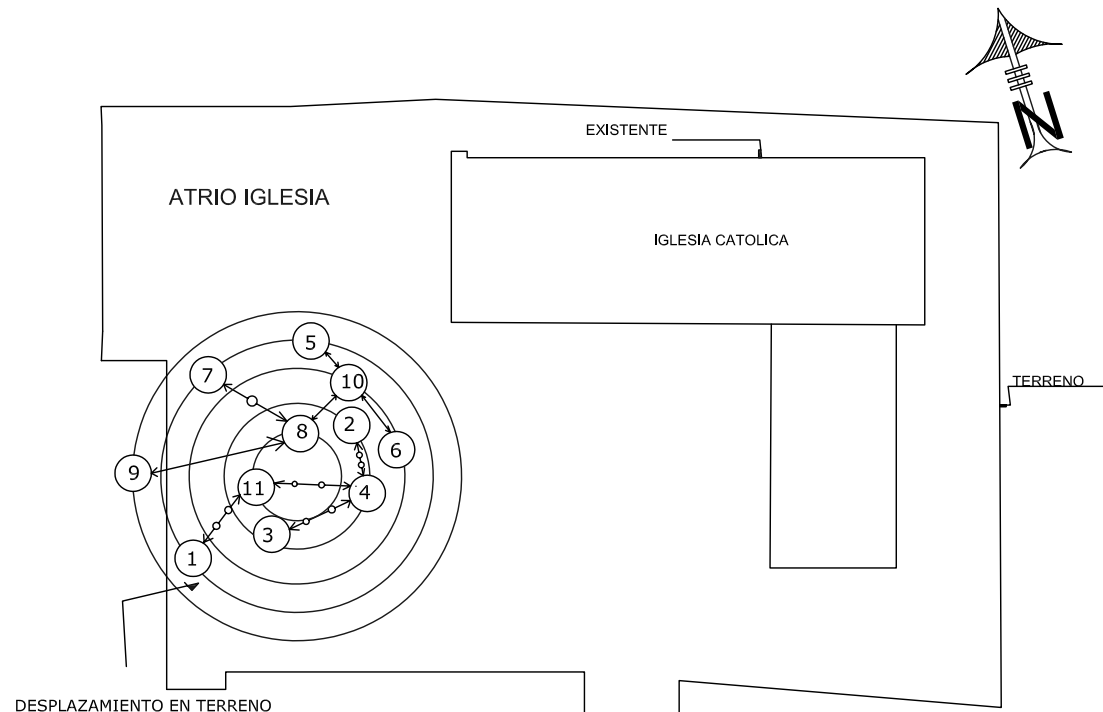 N
EXISTENTE
ATRIO IGLESIA
IGLESIA CATOLICA
5
7
10
2
8
6
9
11
4
3
1
TERRENO
DESPLAZAMIENTO EN TERRENO